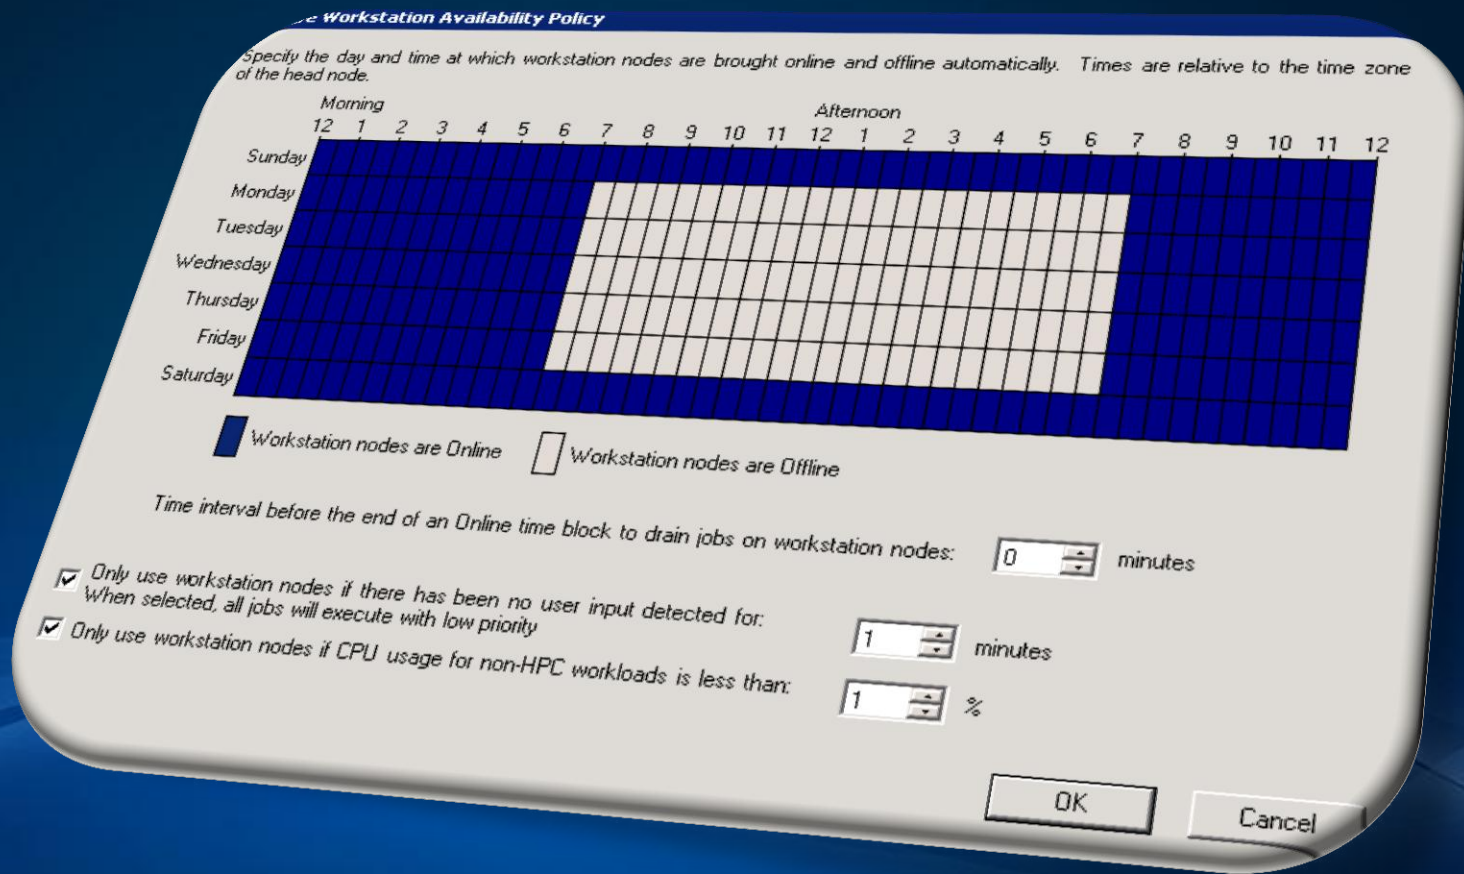 Workstation Availability Policy
Specify the day and time at which workstation nodes are brought online and offline automatically. Times are relative to the time zone
of the head node.
Morning Afternoon
12 1 2 3 4 5 6 7 8 9 10 11 12 1 2 3 4 5 6 7 8 9 10 11 12
Sunday
Monday
Tuesday
Wednesday
Thursday
Friday
Saturday
Workstation nodes are Online Workstation nodes are Offline
Time interval before the end of an Online time block to drain jobs on workstation nodes: 0 minutes
Only use workstation nodes if there has been no user input detected for: 1 minutes
When selected, all jobs will execute with low priority
Only use workstation nodes if CPU usage for non-HPC workloads is less than: 1 %
OK Cancel